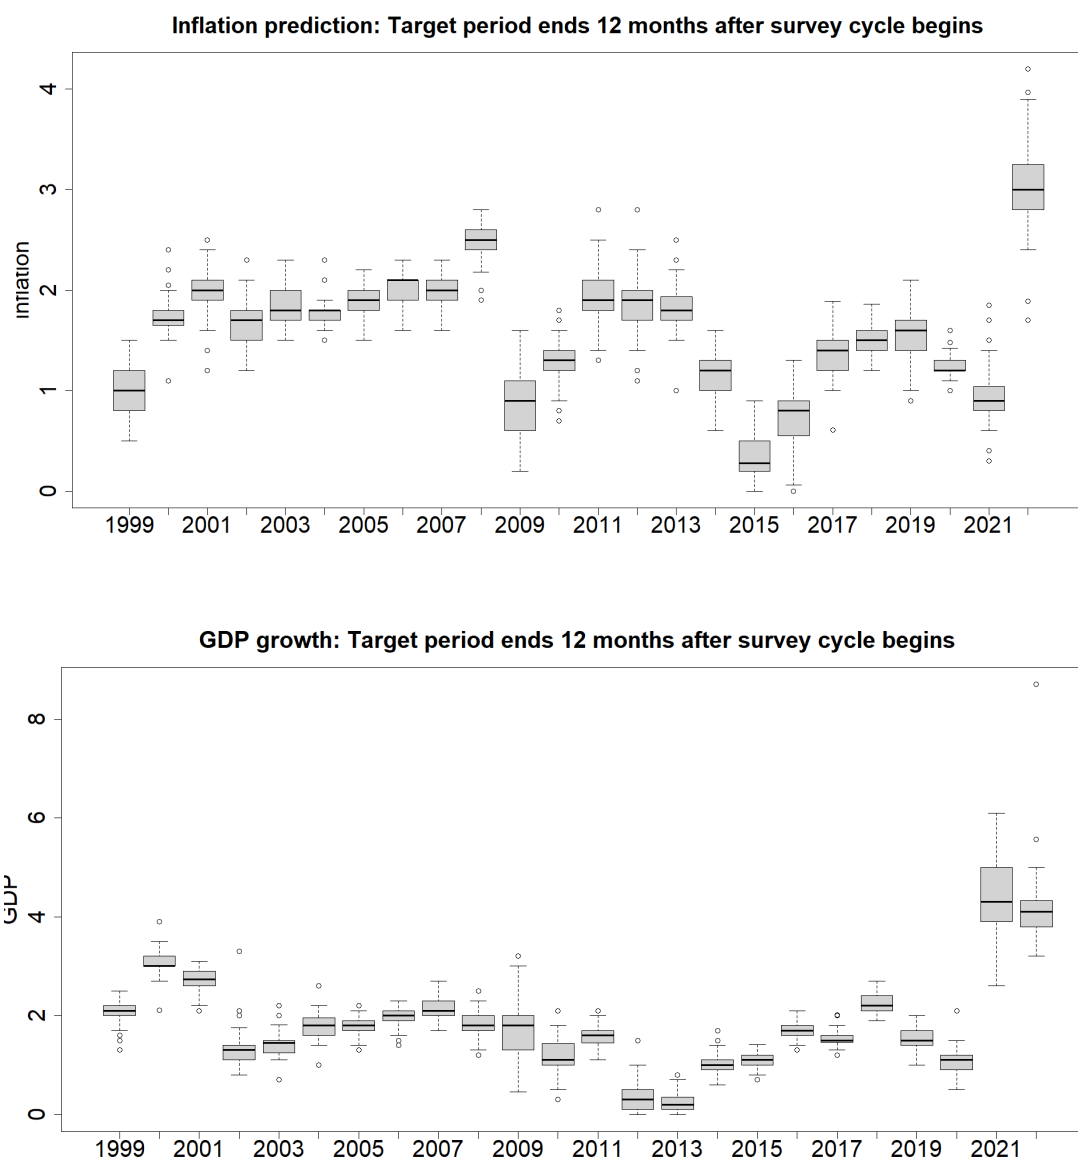 Inflation prediction: Target period ends 12 months after survey cycle begins
4
3
2
1
0
Inflation
1999 2001 2003 2005 2007 2009 2011 2013 2015 2017 2019 2021
GDP growth: Target period ends 12 months after survey cycle begins
8
6
4
2
0
GDP
1999 2001 2003 2005 2007 2009 2011 2013 2015 2017 2019 2021